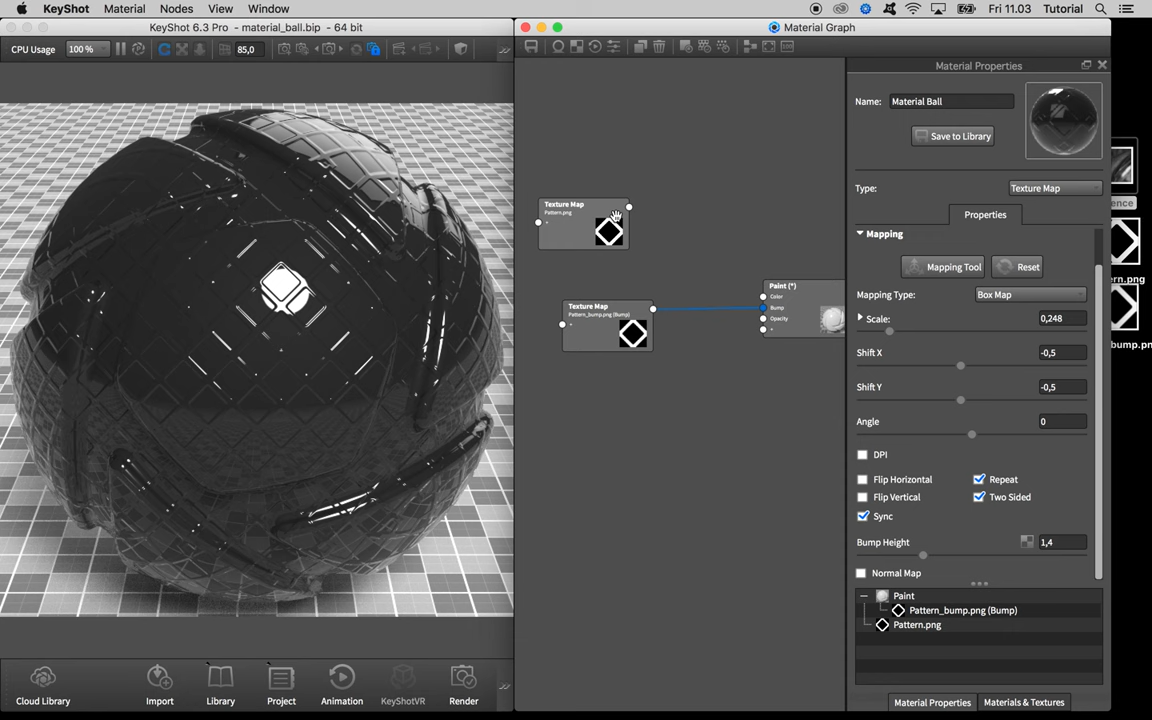 KeyShot Material Nodes View Window Fri 11.03 Tutorial
KeyShot 6.3 Pro - material_ball.bip - 64 bit
Material Graph
CPU Usage 100 % 85,0
Material Properties
Name: Material Ball
Save to Library
Type: Texture Map
Properties
Mapping
Mapping Tool Reset
Mapping Type: Box Map
Scale: 0,248
Shift X -0,5
Shift Y -0,5
Angle 0
DPI
Flip Horizontal Repeat
Flip Vertical Two Sided
Sync
Bump Height 1,4
Normal Map
Paint
Pattern_bump.png (Bump)
Pattern.png
Material Properties Materials & Textures
Texture Map
Pattern.png
+
Texture Map
Pattern_bump.png (Bump)
+
Paint (*)
Color
Bump
Opacity
+
ence
rn.png
bump.pn
Cloud Library Import Library Project Animation KeyShotVR Render